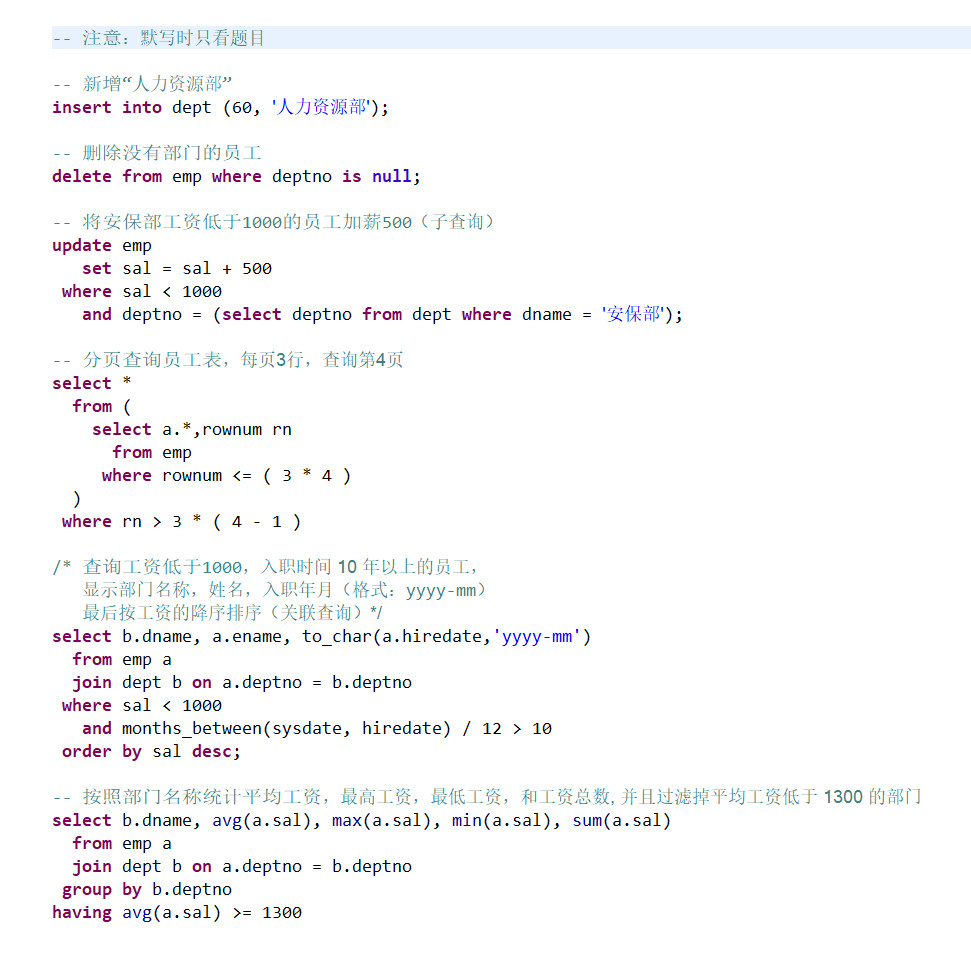 -- 注意：默写时只看题目
-- 新增“人力资源部”
insert into dept (60, '人力资源部');
-- 删除没有部门的员工
delete from emp where deptno is null;
-- 将安保部工资低于1000的员工加薪500（子查询）
update emp
set sal = sal + 500
where sal < 1000
and deptno = (select deptno from dept where dname = '安保部');
-- 分页查询员工表，每页3行，查询第4页
select *
from (
select a.*,rownum rn
from emp
where rownum <= ( 3 * 4 )
)
where rn > 3 * ( 4 - 1 )
/* 查询工资低于1000，入职时间 10 年以上的员工，
显示部门名称，姓名，入职年月（格式：yyyy-mm）
最后按工资的降序排序（关联查询）*/
select b.dname, a.ename, to_char(a.hiredate,'yyyy-mm')
from emp a
join dept b on a.deptno = b.deptno
where sal < 1000
and months_between(sysdate, hiredate) / 12 > 10
order by sal desc;
-- 按照部门名称统计平均工资，最高工资，最低工资，和工资总数,并且过滤掉平均工资低于 1300 的部门
select b.dname, avg(a.sal), max(a.sal), min(a.sal), sum(a.sal)
from emp a
join dept b on a.deptno = b.deptno
group by b.deptno
having avg(a.sal) >= 1300